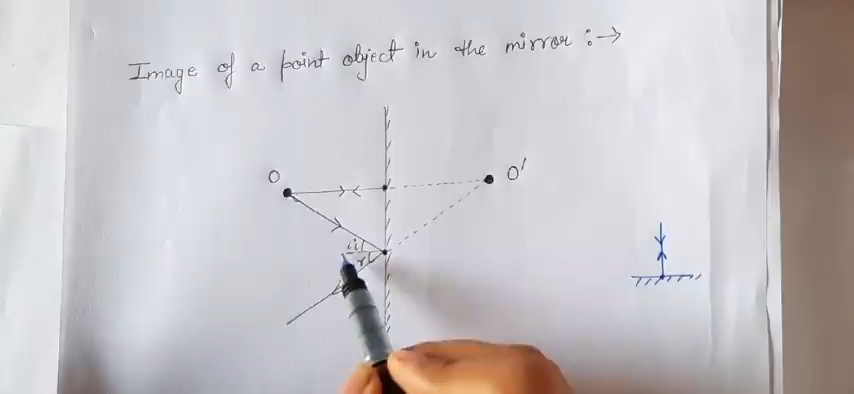 Image of a point object in the mirror :→
O O'
i
r